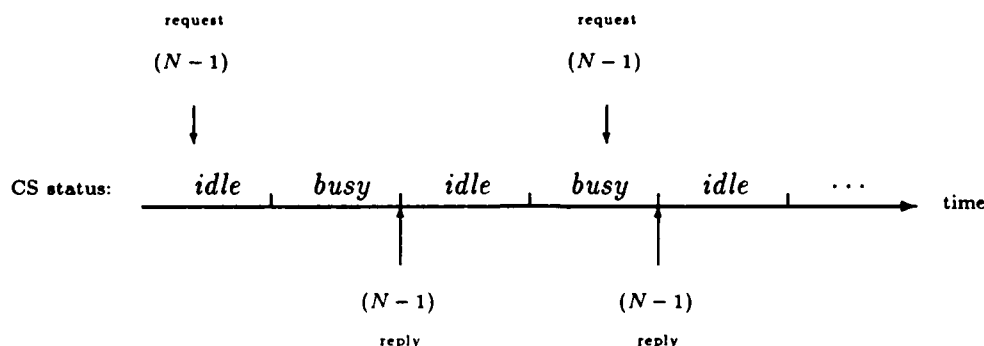 request request
(N − 1) (N − 1)
CS status: idle busy idle busy idle ...
time
(N − 1) (N − 1)
reply reply